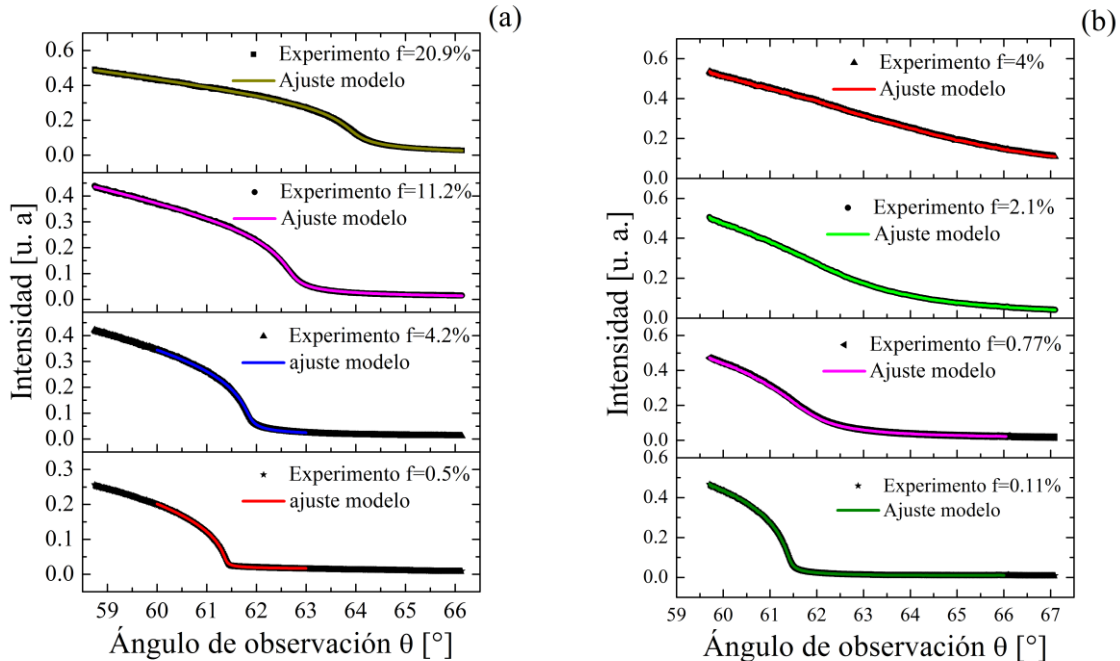 (a)
Intensidad [u. a]
0.6
0.4
0.2
0.0
Experimento f=20.9%
Ajuste modelo
0.4
0.3
0.2
0.1
0.0
Experimento f=11.2%
Ajuste modelo
0.4
0.3
0.2
0.1
0.0
Experimento f=4.2%
ajuste modelo
0.3
0.2
0.1
0.0
Experimento f=0.5%
ajuste modelo
59 60 61 62 63 64 65 66
Ángulo de observación θ [°]
(b)
Intensidad [u. a.]
0.6
0.4
0.2
0.0
Experimento f=4%
Ajuste modelo
0.4
0.2
0.0
Experimento f=2.1%
Ajuste modelo
0.6
0.4
0.2
0.0
Experimento f=0.77%
Ajuste modelo
0.6
0.4
0.2
0.0
Experimento f=0.11%
Ajuste modelo
59 60 61 62 63 64 65 66 67
Ángulo de observación θ [°]